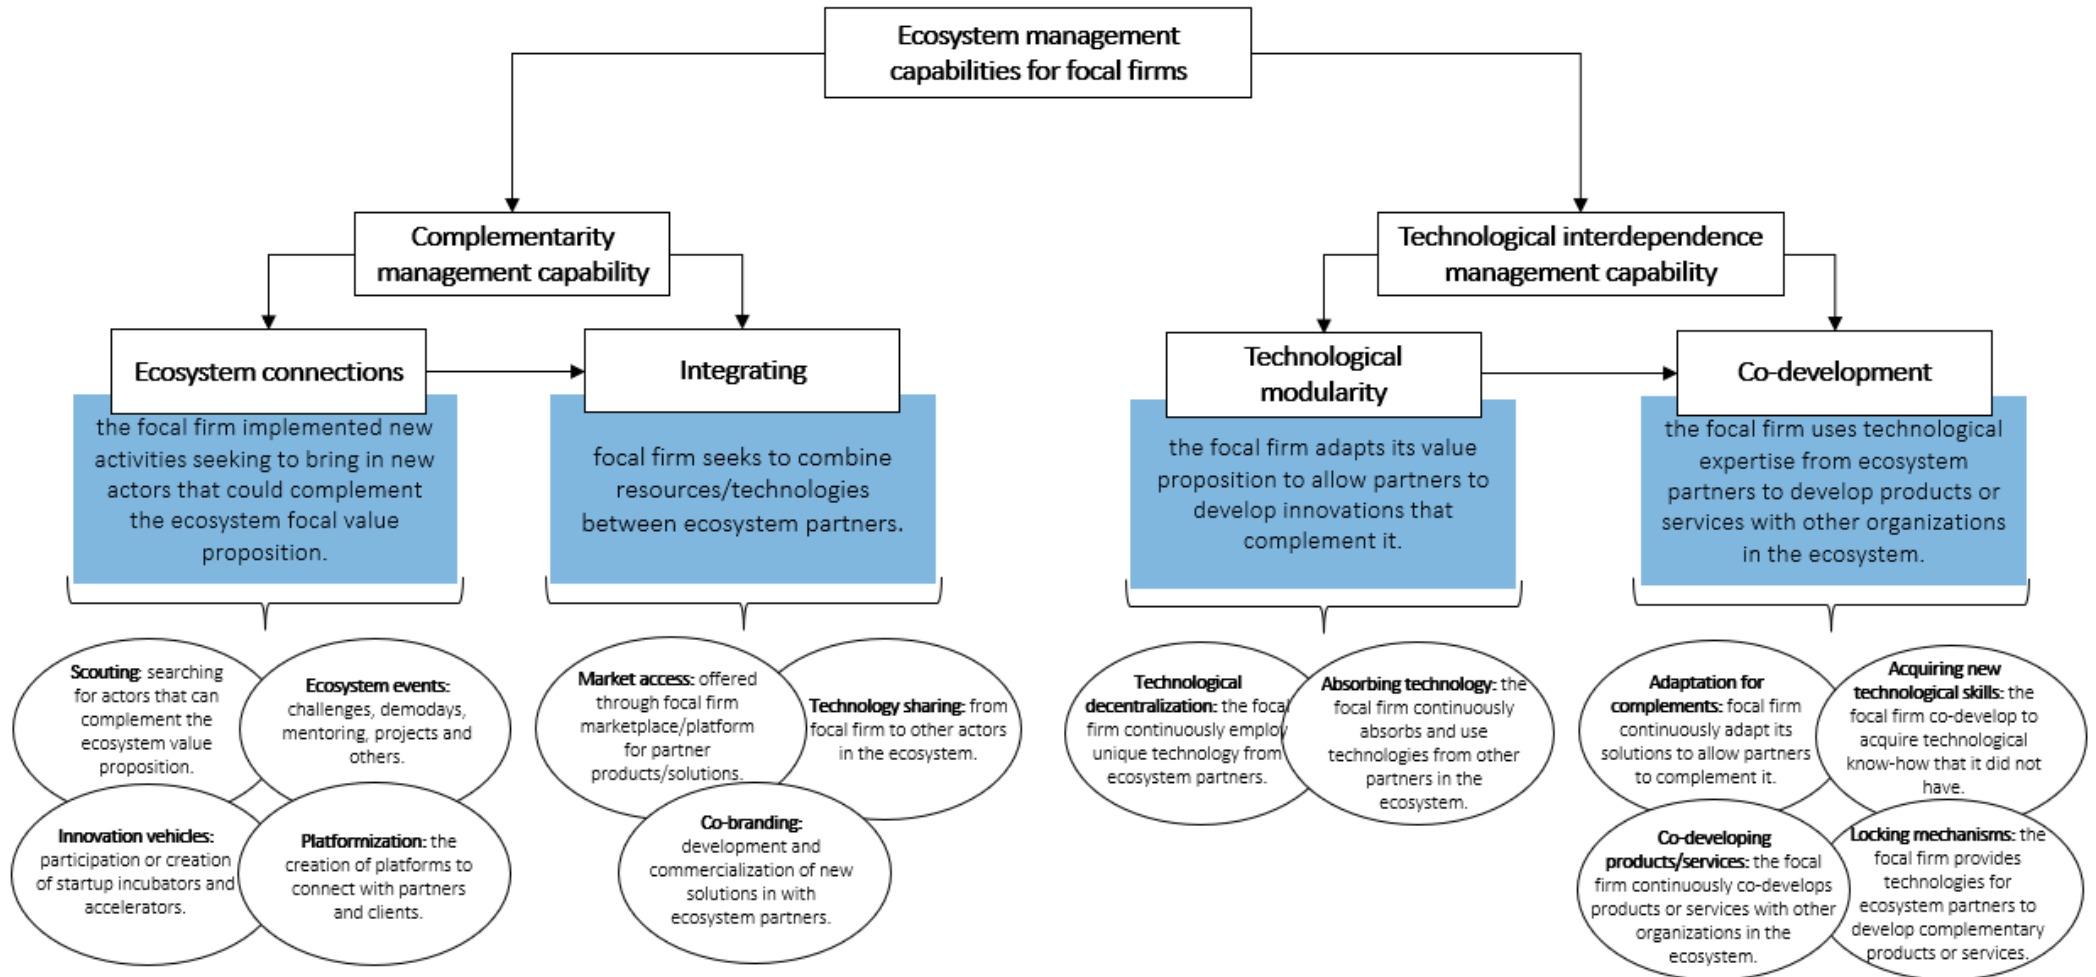 Ecosystem management
capabilities for focal firms
Complementarity
management capability
Technological interdependence
management capability
Ecosystem connections
Integrating
Technological
modularity
Co-development
the focal firm implemented new
activities seeking to bring in new
actors that could complement
the ecosystem focal value
proposition.
focal firm seeks to combine
resources/technologies
between ecosystem partners.
the focal firm adapts its value
proposition to allow partners to
develop innovations that
complement it.
the focal firm uses technological
expertise from ecosystem
partners to develop products or
services with other organizations
in the ecosystem.
Scouting: searching
for actors that can
complement the
ecosystem value
proposition.
Ecosystem events:
challenges, demodays,
mentoring, projects and
others.
Innovation vehicles:
participation or creation
of startup incubators and
accelerators.
Platformization: the
creation of platforms to
connect with partners
and clients.
Market access: offered
through focal firm
marketplace/platform
for partner
products/solutions.
Technology sharing: from
focal firm to other actors
in the ecosystem.
Co-branding:
development and
commercialization of new
solutions in with
ecosystem partners.
Technological
decentralization: the focal
firm continuously employ
unique technology from
ecosystem partners.
Absorbing technology: the
focal firm continuously
absorbs and use
technologies from other
partners in the
ecosystem.
Adaptation for
complements: focal firm
continuously adapt its
solutions to allow partners
to complement it.
Acquiring new
technological skills: the
focal firm co-develop to
acquire technological
know-how that it did not
have.
Co-developing
products/services: the focal
firm continuously co-develops
products or services with other
organizations in the
ecosystem.
Locking mechanisms: the
focal firm provides
technologies for
ecosystem partners to
develop complementary
products or services.